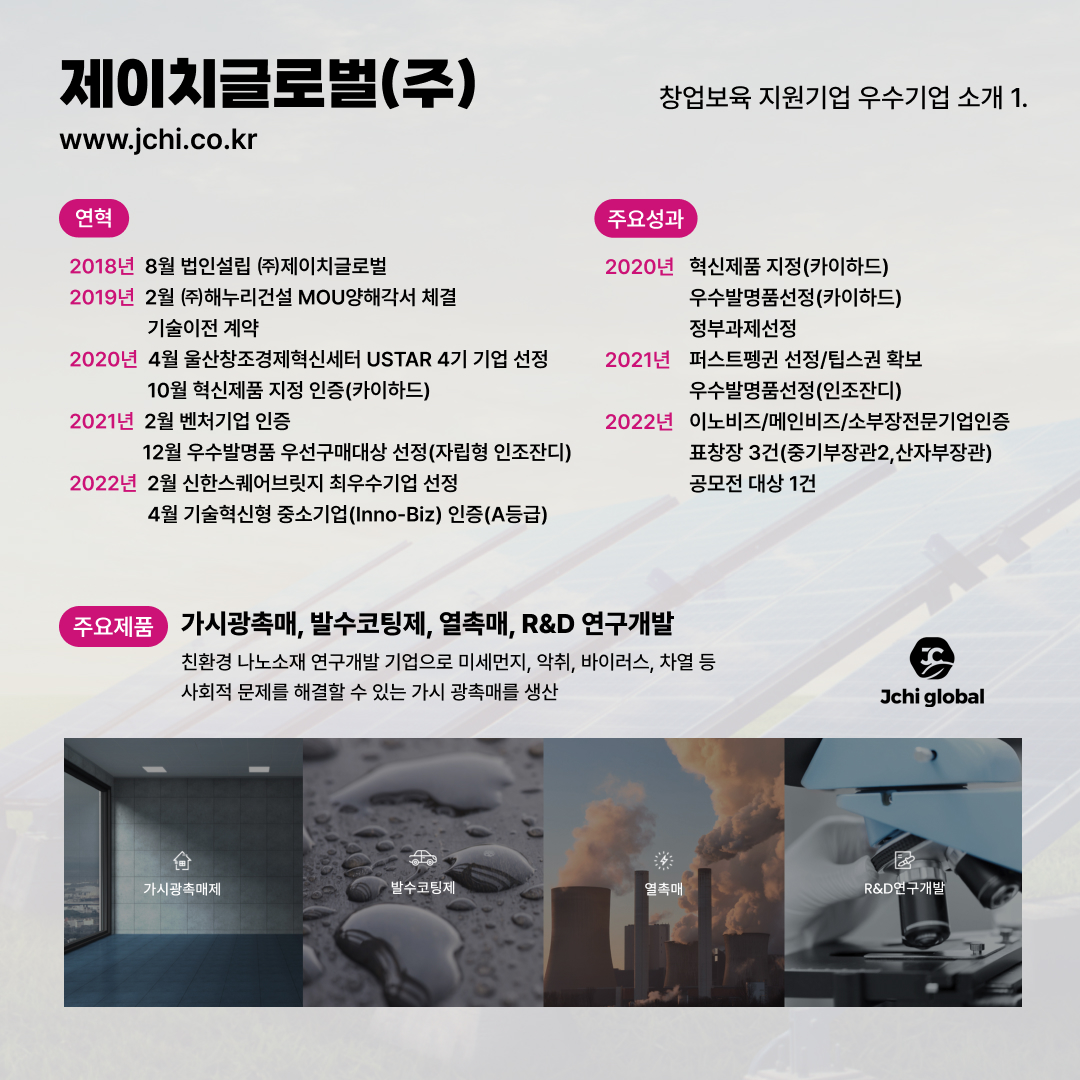 제이치글로벌(주)
창업보육 지원기업 우수기업 소개 1.
www.jchi.co.kr
연혁
2018년 8월 법인설립 ㈜제이치글로벌
2019년 2월 ㈜해누리건설 MOU양해각서 체결
기술이전 계약
2020년 4월 울산창조경제혁신세터 USTAR 4기 기업 선정
10월 혁신제품 지정 인증(카이하드)
2021년 2월 벤처기업 인증
12월 우수발명품 우선구매대상 선정(자립형 인조잔디)
2022년 2월 신한스퀘어브릿지 최우수기업 선정
4월 기술혁신형 중소기업(Inno-Biz) 인증(A등급)
주요성과
2020년 혁신제품 지정(카이하드)
우수발명품선정(카이하드)
정부과제선정
2021년 퍼스트펭귄 선정/팁스권 확보
우수발명품선정(인조잔디)
2022년 이노비즈/메인비즈/소부장전문기업인증
표창장 3건(중기부장관2,산자부장관)
공모전 대상 1건
주요제품
가시광촉매, 발수코팅제, 열촉매, R&D 연구개발
친환경 나노소재 연구개발 기업으로 미세먼지, 악취, 바이러스, 차열 등
사회적 문제를 해결할 수 있는 가시 광촉매를 생산
JC
Jchi global
가시광촉매제
발수코팅제
열촉매
R&D연구개발